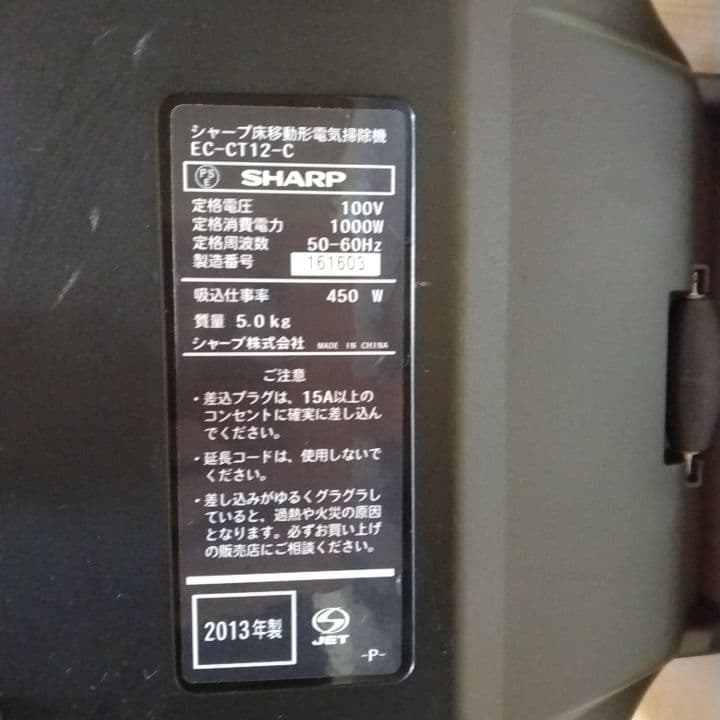 シャープ床移動形電気掃除機
EC-CT12-C
PSE SHARP
定格電圧 100V
定格消費電力 1000W
定格周波数 50-60Hz
製造番号 161603
吸込仕事率 450 W
質量 5.0kg
シャープ株式会社 MADE IN CHINA
ご注意
・差込プラグは、15A以上の
コンセントに確実に差し込ん
でください。
・延長コードは、使用しないで
ください。
・差し込みがゆるくグラグラし
ていると、過熱や火災の原因
となります。必ずお買い上げ
の販売店にご相談ください。
2013年製
JET
-P-